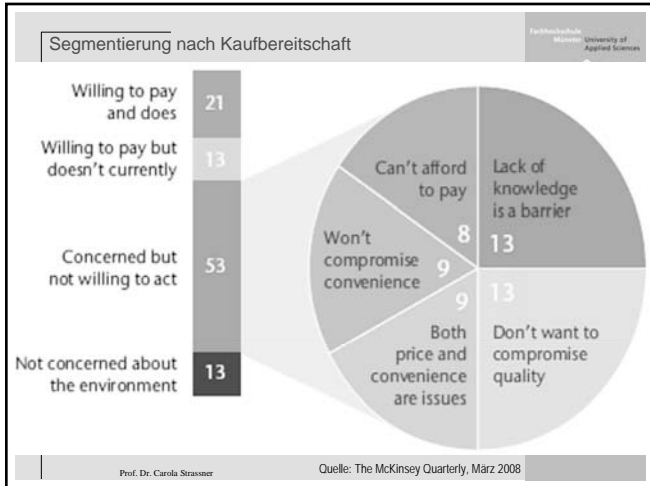 Segmentierung nach Kaufbereitschaft
Fachhochschule
Münster University of
Applied Sciences
Willing to pay
and does
21
Willing to pay but
doesn't currently
13
Concerned but
not willing to act
53
Not concerned about
the environment
13
Can't afford
to pay
8
Lack of
knowledge
is a barrier
13
Won't
compromise
convenience
9
9
Both
price and
convenience
are issues
13
Don't want to
compromise
quality
Prof. Dr. Carola Strassner
Quelle: The McKinsey Quarterly, März 2008